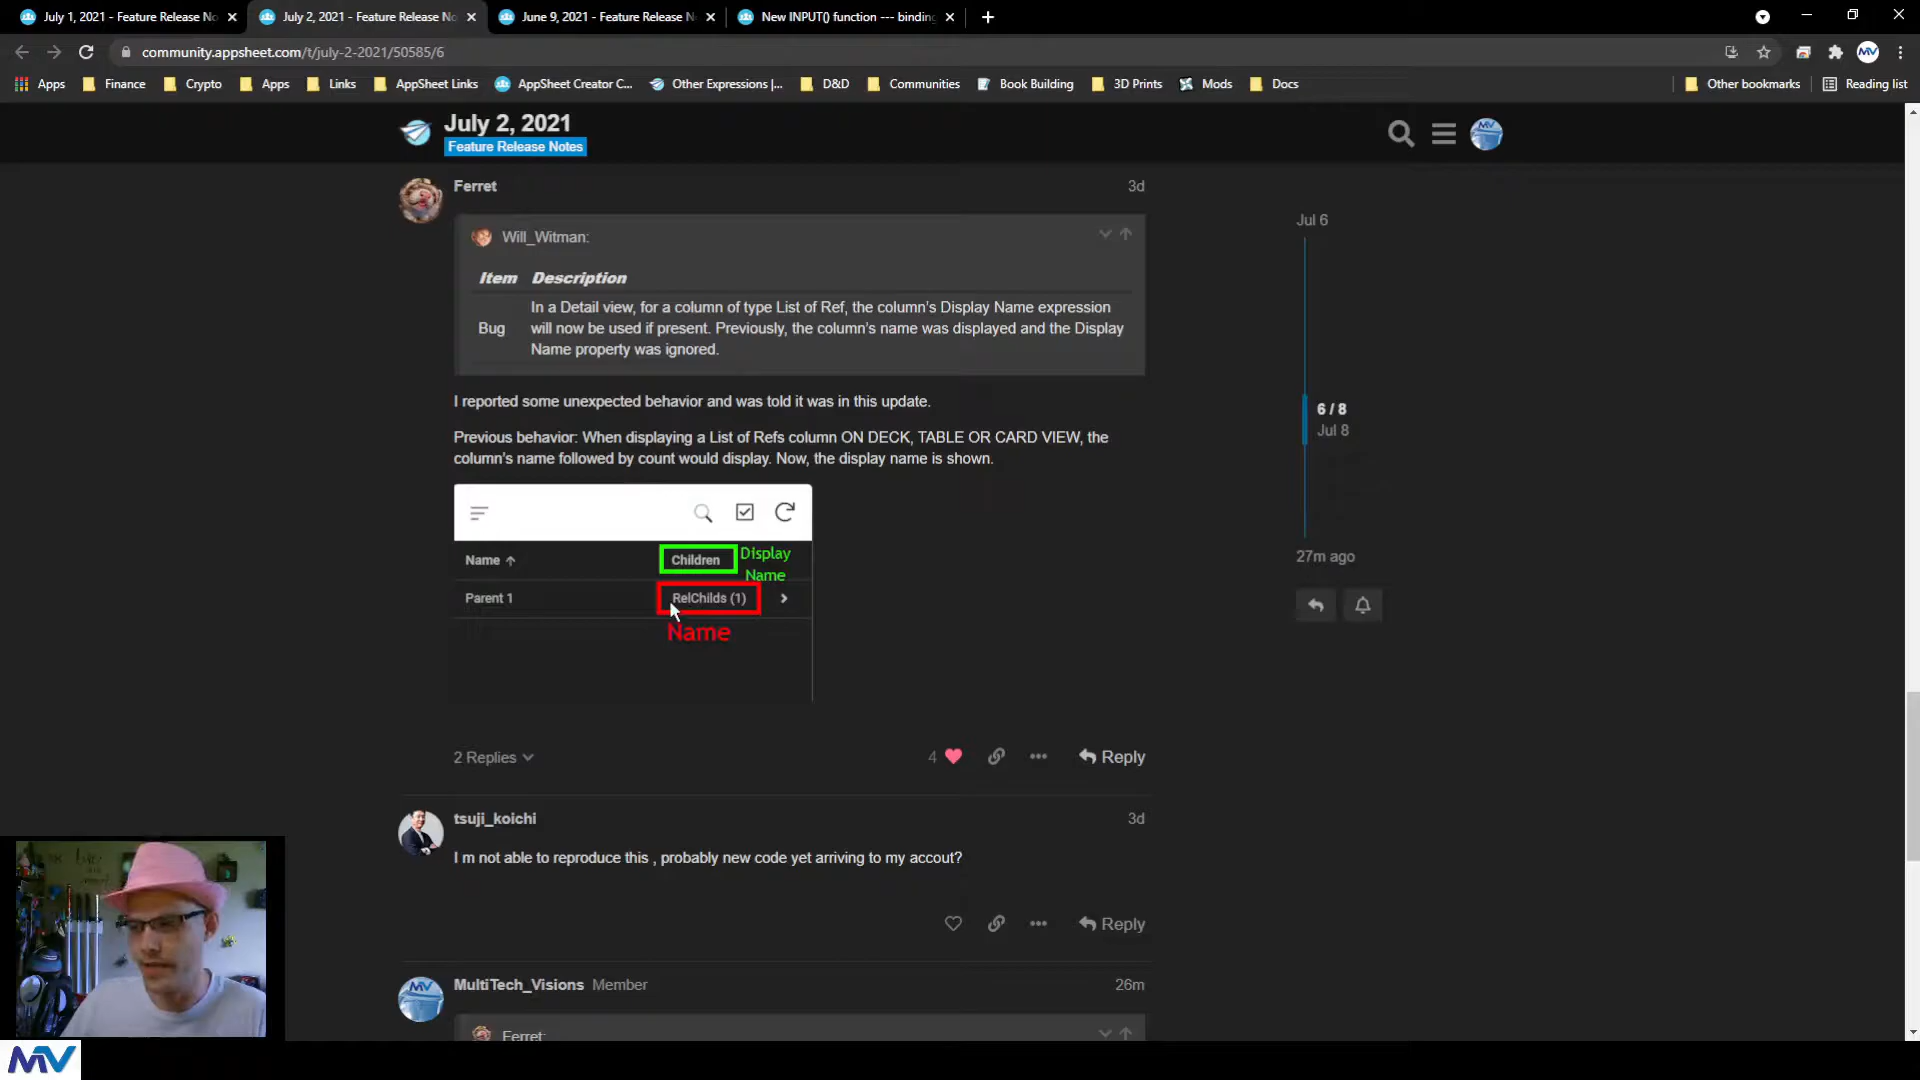 July 1, 2021 - Feature Release No
July 2, 2021 - Feature Release No
June 9, 2021 - Feature Release N
New INPUT() function --- binding
community.appsheet.com/t/july-2-2021/50585/6
MV
Apps
Finance
Crypto
Apps
Links
AppSheet Links
AppSheet Creator C...
Other Expressions |...
D&D
Communities
Book Building
3D Prints
Mods
Docs
Other bookmarks
Reading list
July 2, 2021
Feature Release Notes
MV
Ferret
3d
Will_Witman:
Item Description
Bug
In a Detail view, for a column of type List of Ref, the column's Display Name expression
will now be used if present. Previously, the column's name was displayed and the Display
Name property was ignored.
I reported some unexpected behavior and was told it was in this update.
Previous behavior: When displaying a List of Refs column ON DECK, TABLE OR CARD VIEW, the
column's name followed by count would display. Now, the display name is shown.
Name
Children
Display
Name
Parent 1
RelChilds (1)
Name
2 Replies
4
Reply
tsuji_koichi
3d
I m not able to reproduce this , probably new code yet arriving to my accout?
Reply
MultiTech_Visions Member
26m
MV
Ferret:
Jul 6
6 / 8
Jul 8
27m ago
MV